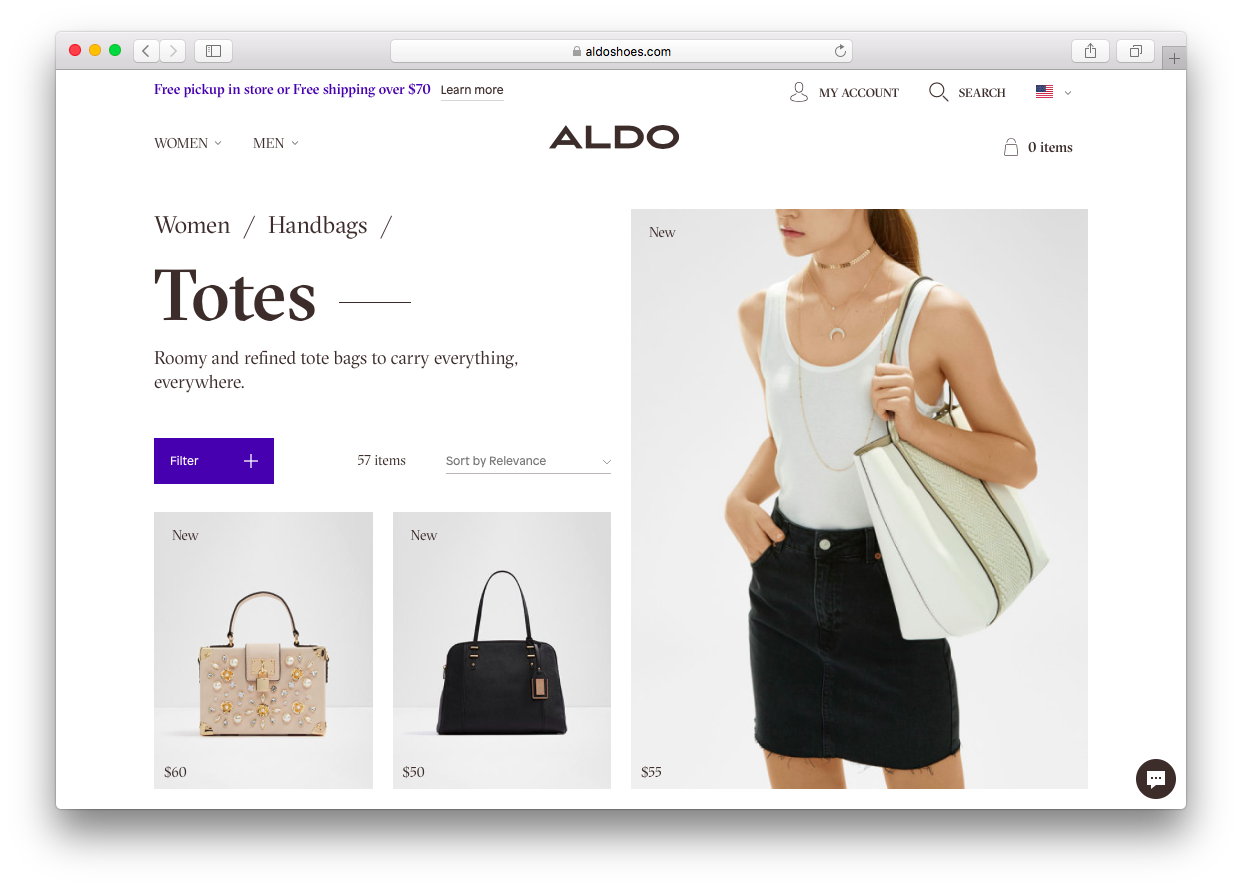 aldoshoes.com
Free pickup in store or Free shipping over $70 Learn more
MY ACCOUNT
SEARCH
WOMEN
MEN
ALDO
0 items
Women / Handbags /
Totes
Roomy and refined tote bags to carry everything,
everywhere.
Filter
57 items
Sort by Relevance
New
$60
New
$50
New
$55